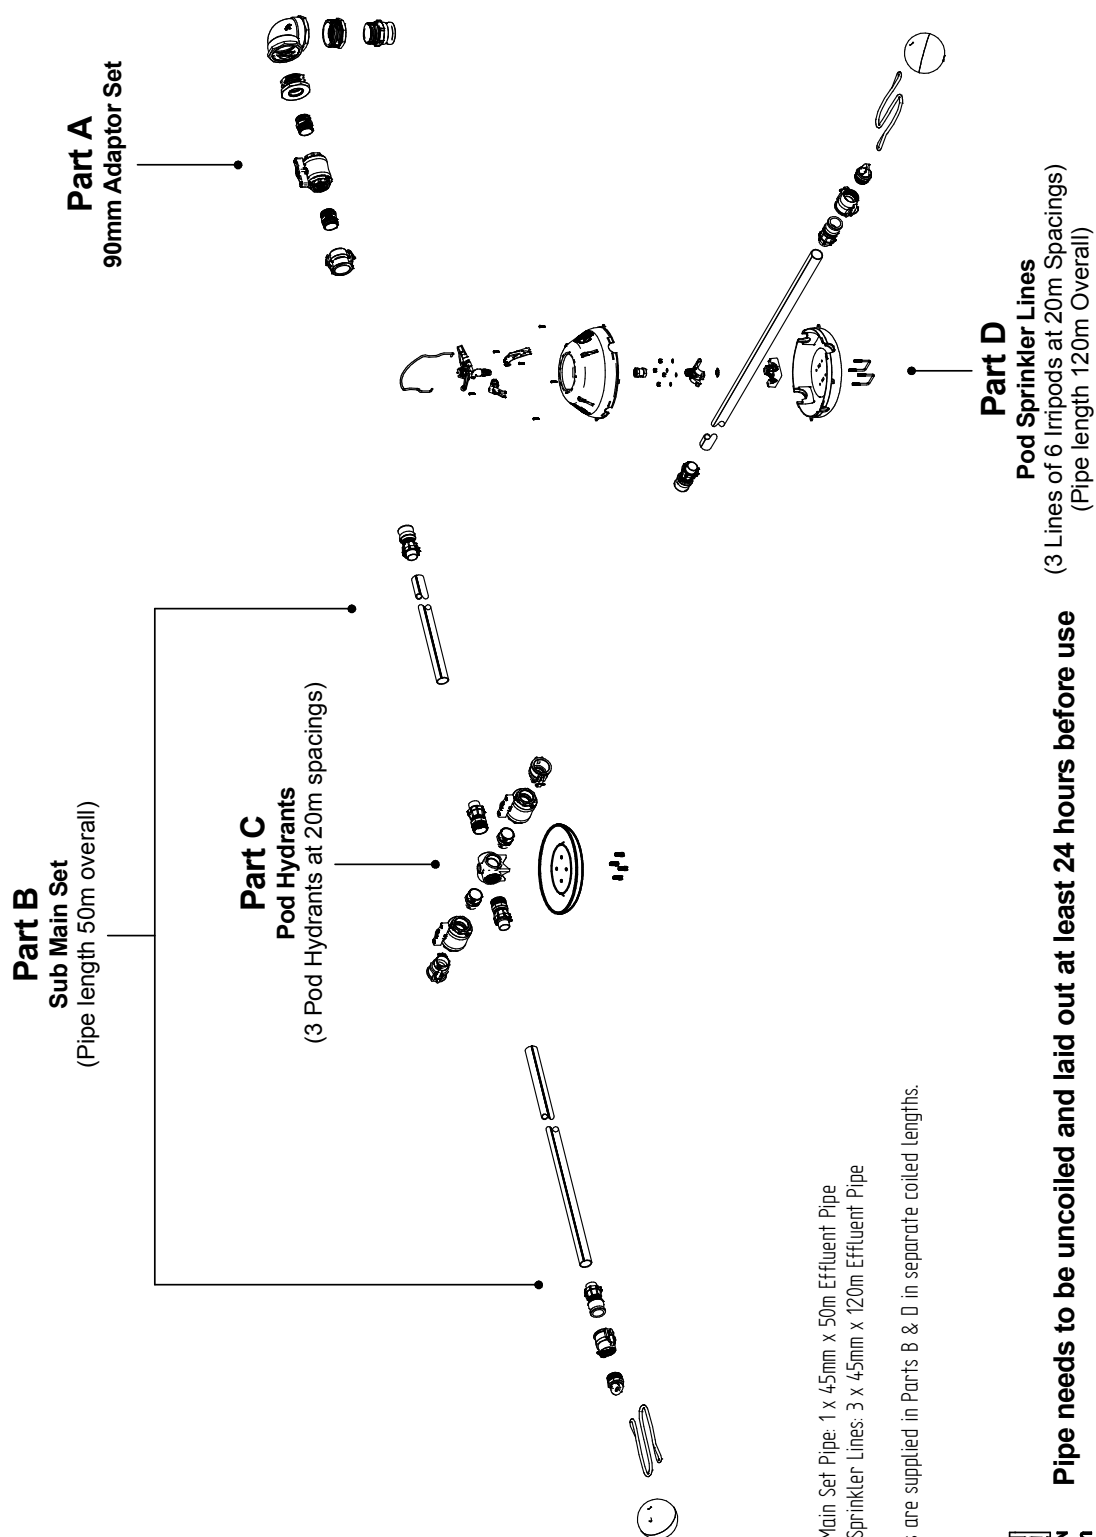 Part A
90mm Adaptor Set
Part B
Sub Main Set
(Pipe length 50m overall)
Part C
Pod Hydrants
(3 Pod Hydrants at 20m spacings)
Part D
Pod Sprinkler Lines
(3 Lines of 6 Irripods at 20m Spacings)
(Pipe length 120m Overall)
Main Set Pipe: 1 x 45mm x 50m Effluent Pipe
Sprinkler Lines: 3 x 45mm x 120m Effluent Pipe
are supplied in Parts B & D in separate coiled lengths.
Pipe needs to be uncoiled and laid out at least 24 hours before use